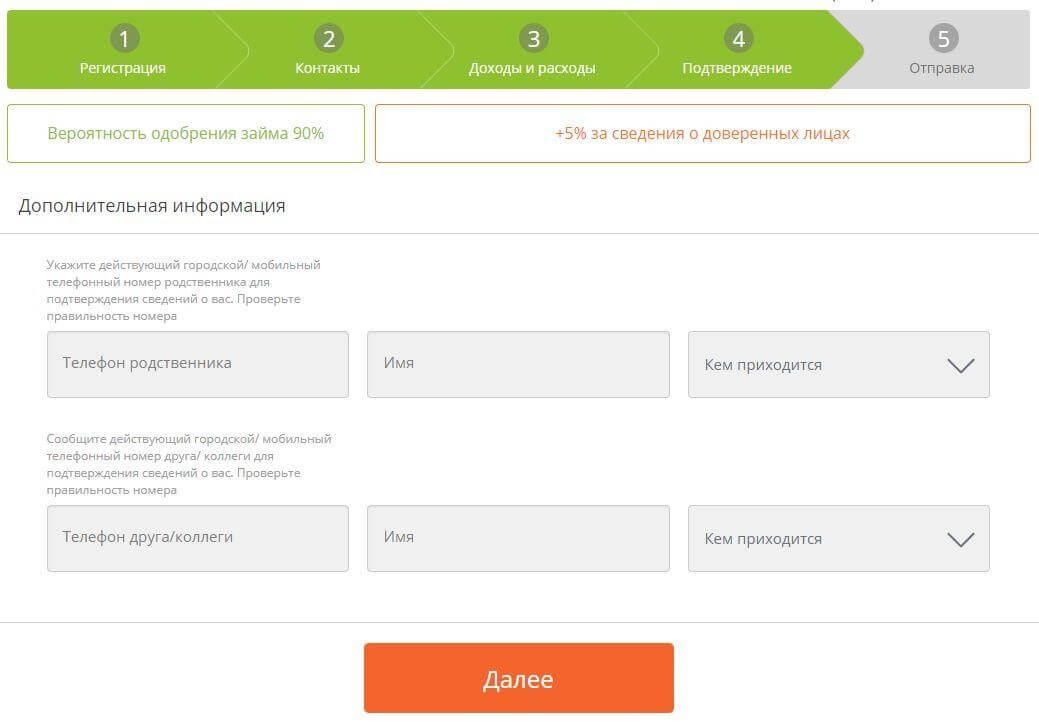 1
2
3
4
5
Регистрация
Контакты
Доходы и расходы
Подтверждение
Отправка
Вероятность одобрения займа 90%
+5% за сведения о доверенных лицах
Дополнительная информация
Укажите действующий городской/ мобильный
телефонный номер родственника для
подтверждения сведений о вас. Проверьте
правильность номера
Телефон родственника
Имя
Кем приходится
Сообщите действующий городской/ мобильный
телефонный номер друга/ коллеги для
подтверждения сведений о вас. Проверьте
правильность номера
Телефон друга/коллеги
Имя
Кем приходится
Далее